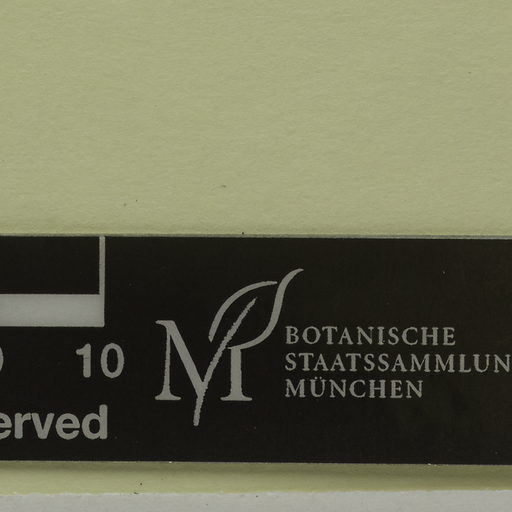 10
BOTANISCHE
STAATSSAMMLUN
MÜNCHEN
erved